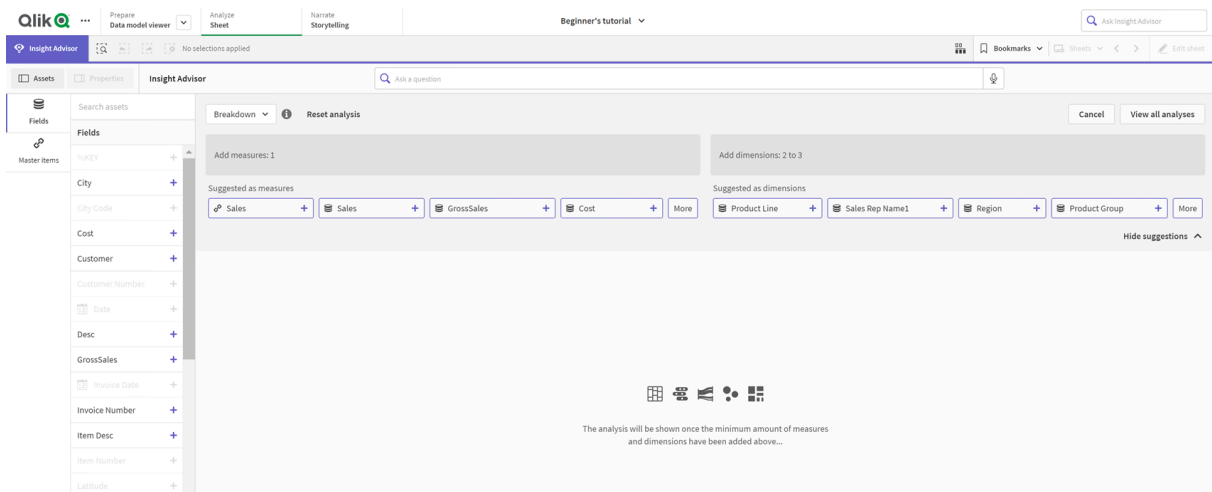 Qlik
Prepare
Data model viewer
Analyze
Sheet
Narrate
Storytelling
Beginner's tutorial
Ask Insight Advisor
Insight Advisor
No selections applied
Bookmarks
Sheets
Edit sheet
Assets
Properties
Insight Advisor
Ask a question
Fields
Master items
Search assets
Fields
%KEY
City
City Code
Cost
Customer
Customer Number
Date
Desc
GrossSales
Invoice Date
Invoice Number
Item Desc
Item Number
Latitude
Breakdown
Reset analysis
Cancel
View all analyses
Add measures: 1
Add dimensions: 2 to 3
Suggested as measures
Sales
Sales
GrossSales
Cost
More
Suggested as dimensions
Product Line
Sales Rep Name1
Region
Product Group
More
Hide suggestions
The analysis will be shown once the minimum amount of measures
and dimensions have been added above...